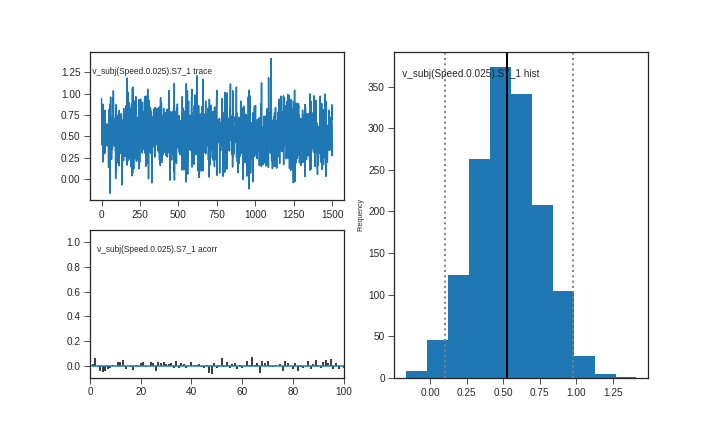 v_subj(Speed.0.025).S7_1 trace
1.25
1.00
0.75
0.50
0.25
0.00
0 250 500 750 1000 1250 1500
v_subj(Speed.0.025).S7_1 acorr
1.0
0.8
0.6
0.4
0.2
0.0
0 20 40 60 80 100
v_subj(Speed.0.025).S7_1 hist
Frequency
350
300
250
200
150
100
50
0
0.00 0.25 0.50 0.75 1.00 1.25